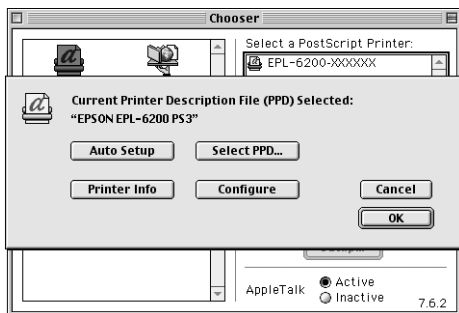 Chooser
Select a PostScript Printer:
EPL-6200-XXXXXX
Current Printer Description File (PPD) Selected:
“EPSON EPL-6200 PS3”
Auto Setup
Select PPD...
Printer Info
Configure
Cancel
OK
AppleTalk
Active
Inactive
7.6.2